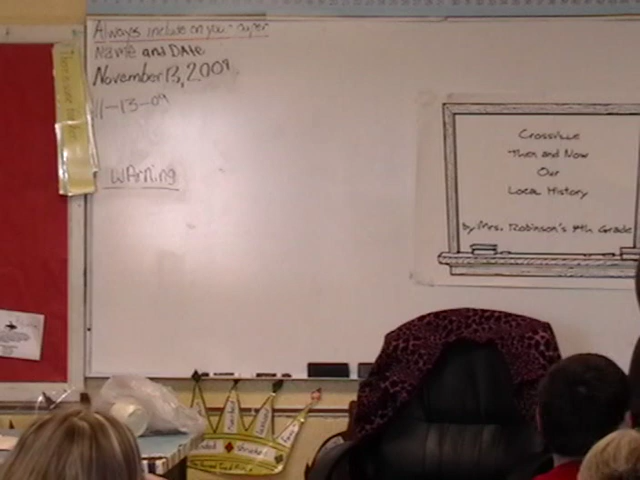 Always include on your paper
Name and Date
November 13, 2009
11-13-09
WArning
Crossville
Then and Now
Our
Local History
by Mrs. Robinson's 4th Grade